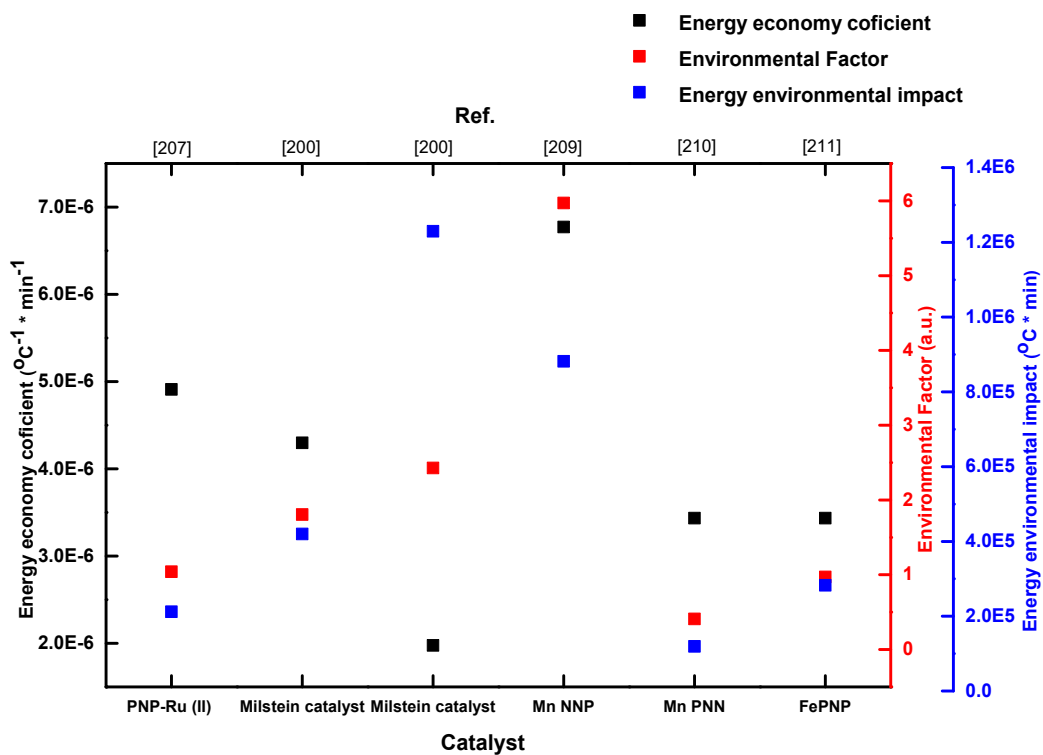 Energy economy coficient
Environmental Factor
Energy environmental impact
Ref.
[207] [200] [200] [209] [210] [211]
7.0E-6
6.0E-6
5.0E-6
4.0E-6
3.0E-6
2.0E-6
Energy economy coficient (⁰C⁻¹ * min⁻¹
6
5
4
3
2
1
0
Environmental Factor (a.u.)
1.4E6
1.2E6
1.0E6
8.0E5
6.0E5
4.0E5
2.0E5
0.0
Energy environmental impact (⁰C * min)
PNP-Ru (II) Milstein catalyst Milstein catalyst Mn NNP Mn PNN FePNP
Catalyst